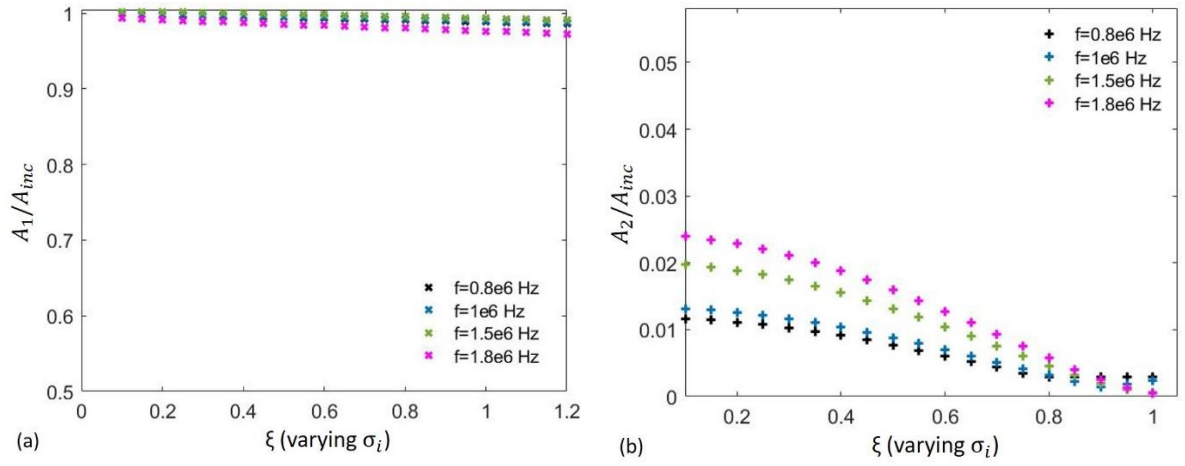 1
0.9
0.8
0.7
0.6
0.5
A₁/A_inc
f=0.8e6 Hz
f=1e6 Hz
f=1.5e6 Hz
f=1.8e6 Hz
0 0.2 0.4 0.6 0.8 1 1.2
(a)
ξ (varying σᵢ)
0.05
0.04
0.03
0.02
0.01
0
A₂/A_inc
f=0.8e6 Hz
f=1e6 Hz
f=1.5e6 Hz
f=1.8e6 Hz
0.2 0.4 0.6 0.8 1
(b)
ξ (varying σᵢ)